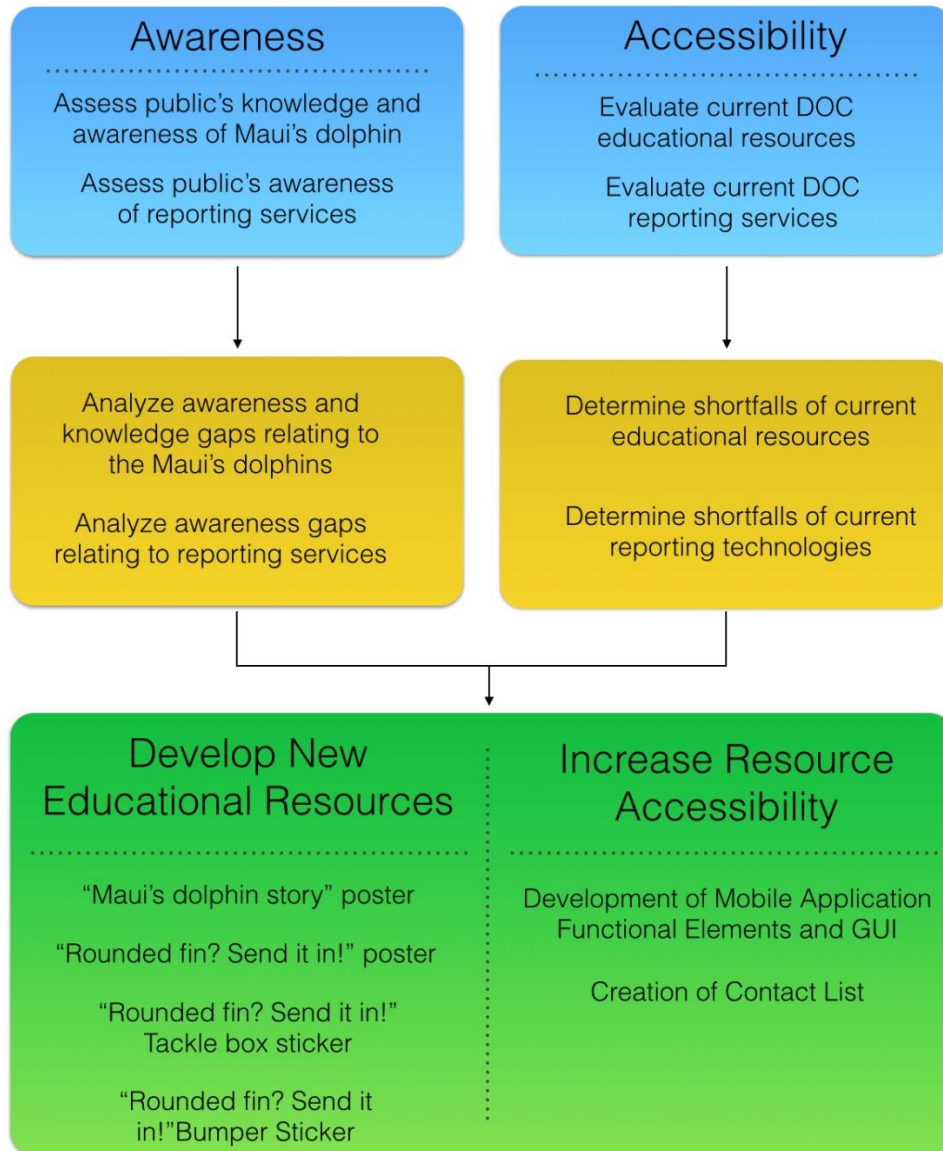 Awareness
Assess public’s knowledge and
awareness of Maui’s dolphin
Assess public’s awareness
of reporting services
Accessibility
Evaluate current DOC
educational resources
Evaluate current DOC
reporting services
Analyze awareness and
knowledge gaps relating to
the Maui’s dolphins
Analyze awareness gaps
relating to reporting services
Determine shortfalls of current
educational resources
Determine shortfalls of current
reporting technologies
Develop New
Educational Resources
“Maui’s dolphin story” poster
“Rounded fin? Send it in!” poster
“Rounded fin? Send it in!”
Tackle box sticker
“Rounded fin? Send it
in!”Bumper Sticker
Increase Resource
Accessibility
Development of Mobile Application
Functional Elements and GUI
Creation of Contact List